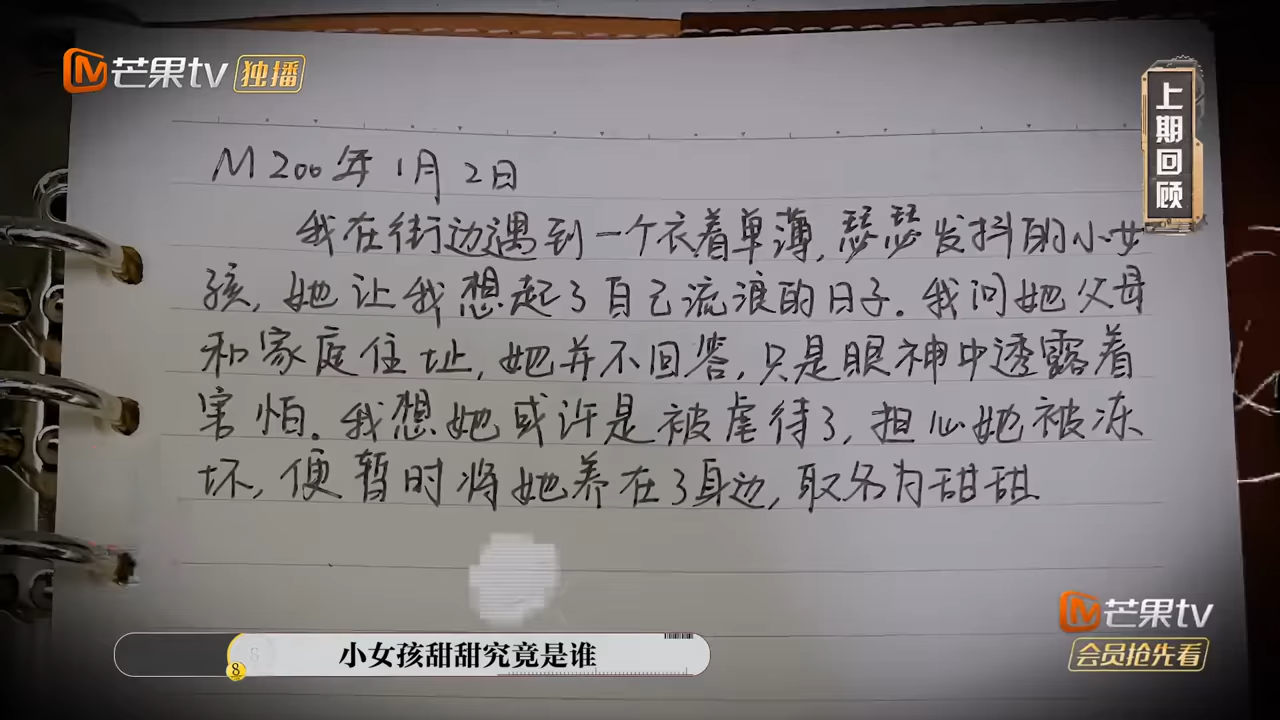 芒果tv 独播
上期回顾
M200年1月2日
我在街边遇到一个衣着单薄,瑟瑟发抖的小女
孩,她让我想起了自己流浪的日子。我问她父母
和家庭住址,她并不回答,只是眼神中透露着
害怕。我想她或许是被虐待了,担心她被冻
坏,便暂时将她养在了身边,取名为甜甜
芒果tv
会员抢先看
8
小女孩甜甜究竟是谁